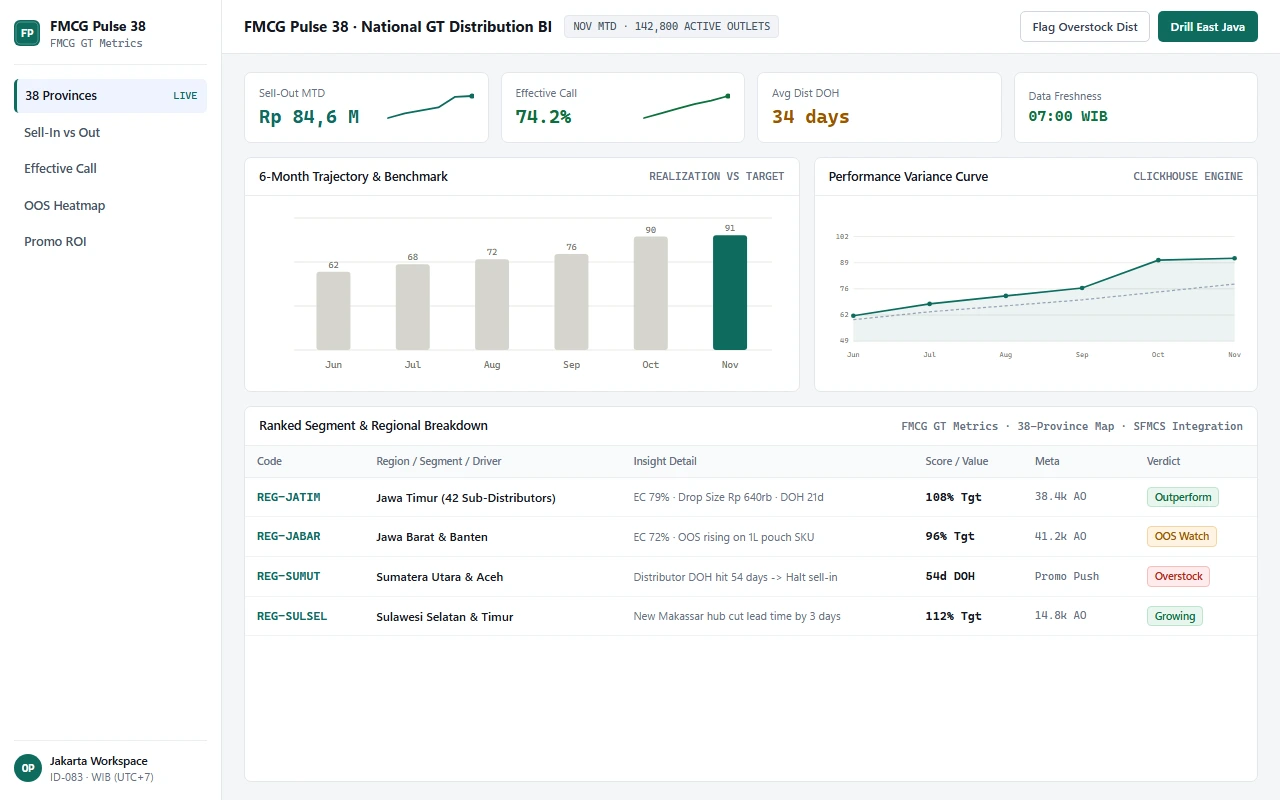 FP
FMCG Pulse 38
FMCG GT Metrics
38 Provinces LIVE
Sell-In vs Out
Effective Call
OOS Heatmap
Promo ROI
OP
Jakarta Workspace
ID-083 · WIB (UTC+7)
FMCG Pulse 38 · National GT Distribution BI
NOV MTD · 142,800 ACTIVE OUTLETS
Flag Overstock Dist
Drill East Java
Sell-Out MTD
Rp 84,6 M
Effective Call
74.2%
Avg Dist DOH
34 days
Data Freshness
07:00 WIB
6-Month Trajectory & Benchmark
REALIZATION VS TARGET
62 68 72 76 90 91
Jun Jul Aug Sep Oct Nov
Performance Variance Curve
CLICKHOUSE ENGINE
102
89
76
62
49
Jun Jul Aug Sep Oct Nov
Ranked Segment & Regional Breakdown
FMCG GT Metrics · 38-Province Map · SFMCS Integration
Code Region / Segment / Driver Insight Detail Score / Value Meta Verdict
REG-JATIM Jawa Timur (42 Sub-Distributors) EC 79% · Drop Size Rp 640rb · DOH 21d 108% Tgt 38.4k AO Outperform
REG-JABAR Jawa Barat & Banten EC 72% · OOS rising on 1L pouch SKU 96% Tgt 41.2k AO OOS Watch
REG-SUMUT Sumatera Utara & Aceh Distributor DOH hit 54 days -> Halt sell-in 54d DOH Promo Push Overstock
REG-SULSEL Sulawesi Selatan & Timur New Makassar hub cut lead time by 3 days 112% Tgt 14.8k AO Growing